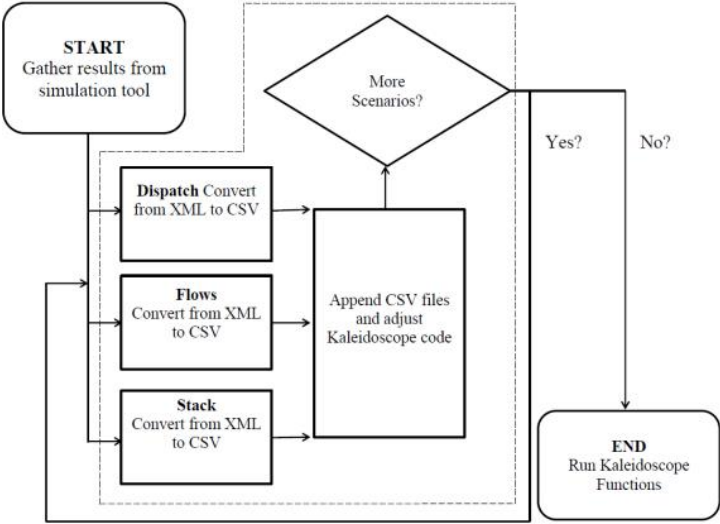 START
Gather results from
simulation tool
More
Scenarios?
Yes?
No?
Dispatch Convert
from XML to CSV
Flows
Convert from XML
to CSV
Append CSV files
and adjust
Kaleidoscope code
Stack
Convert from XML
to CSV
END
Run Kaleidoscope
Functions